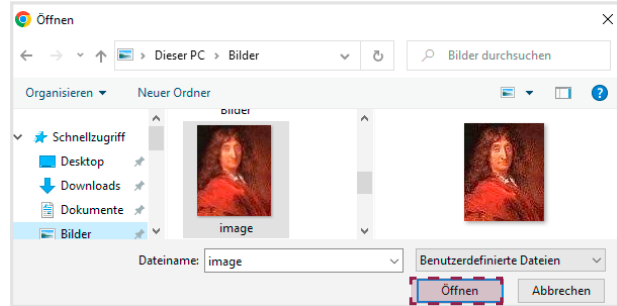 Öffnen
Dieser PC > Bilder
Bilder durchsuchen
Organisieren
Neuer Ordner
Bilder
Schnellzugriff
Desktop
Downloads
Dokumente
Bilder
image
Dateiname: image
Benutzerdefinierte Dateien
Öffnen
Abbrechen